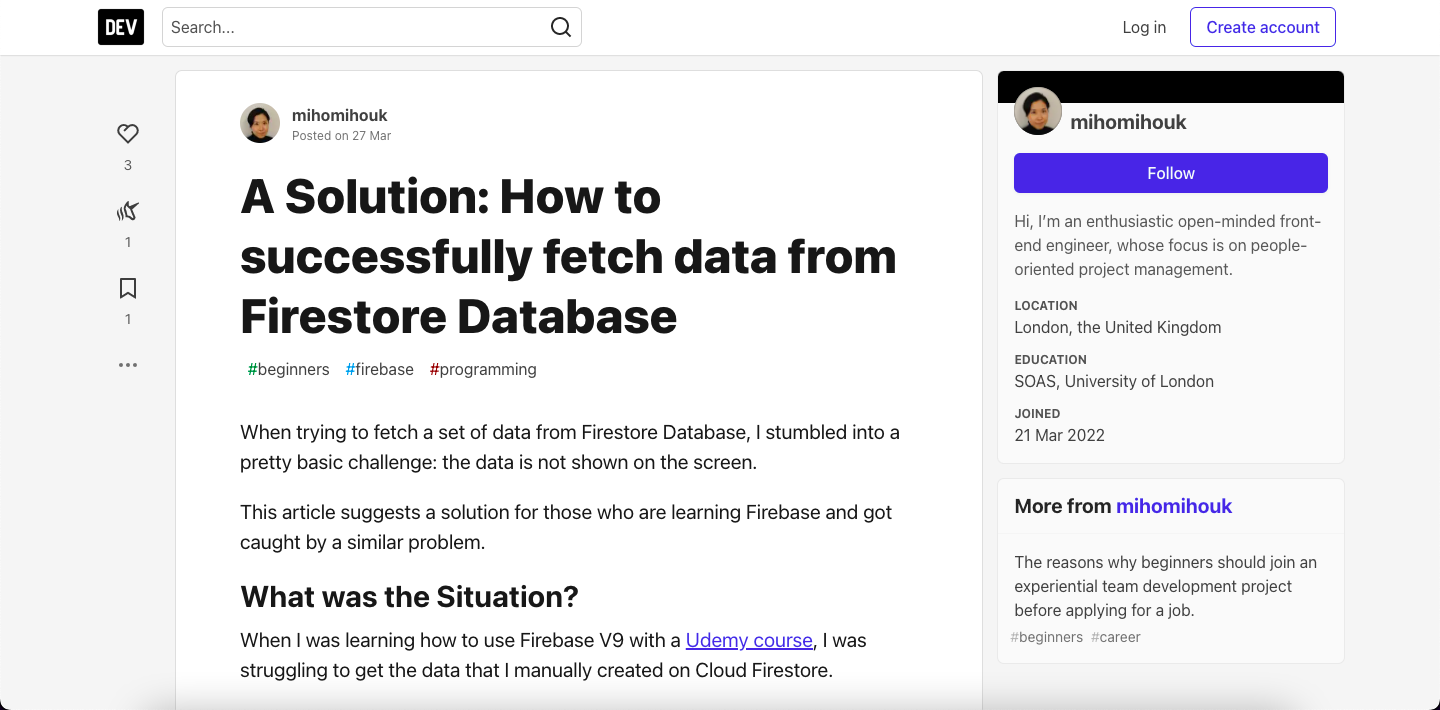 DEV
Search...
Log in
Create account
3
1
1
mihomihouk
Posted on 27 Mar
A Solution: How to
successfully fetch data from
Firestore Database
#beginners #firebase #programming
When trying to fetch a set of data from Firestore Database, I stumbled into a
pretty basic challenge: the data is not shown on the screen.
This article suggests a solution for those who are learning Firebase and got
caught by a similar problem.
What was the Situation?
When I was learning how to use Firebase V9 with a Udemy course, I was
struggling to get the data that I manually created on Cloud Firestore.
mihomihouk
Follow
Hi, I’m an enthusiastic open-minded front-
end engineer, whose focus is on people-
oriented project management.
LOCATION
London, the United Kingdom
EDUCATION
SOAS, University of London
JOINED
21 Mar 2022
More from mihomihouk
The reasons why beginners should join an
experiential team development project
before applying for a job.
#beginners #career